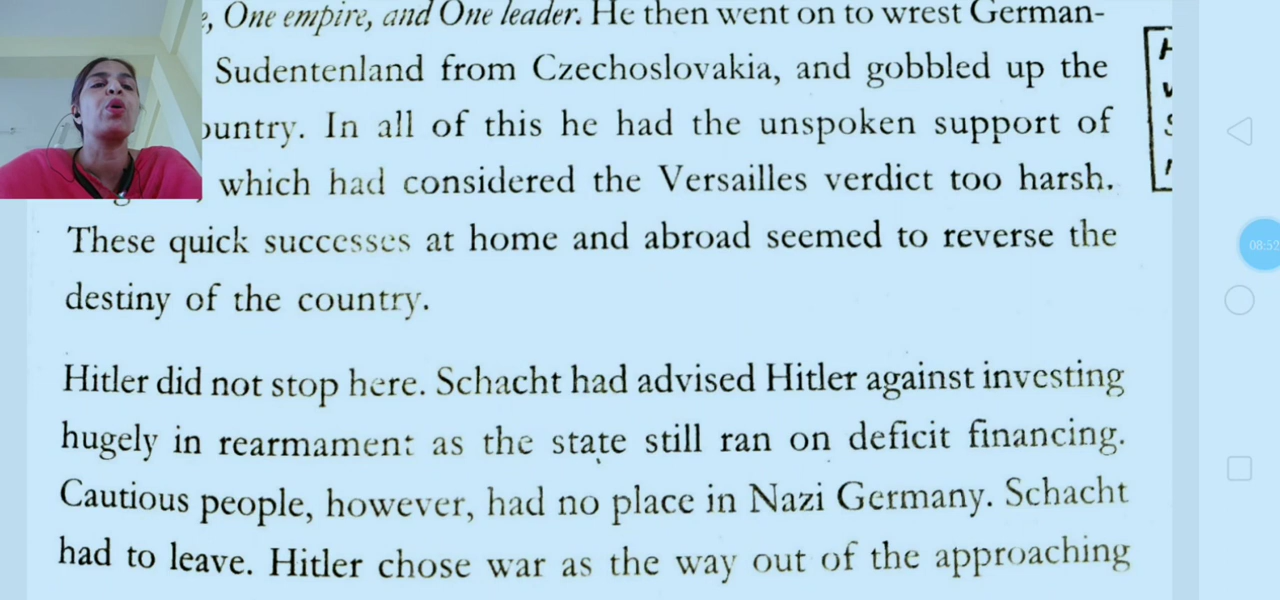 One empire, and One leader. He then went on to wrest German-
Sudentenland from Czechoslovakia, and gobbled up the
ountry. In all of this he had the unspoken support of
which had considered the Versailles verdict too harsh.
These quick successes at home and abroad seemed to reverse the
destiny of the country.
Hitler did not stop here. Schacht had advised Hitler against investing
hugely in rearmament as the state still ran on deficit financing.
Cautious people, however, had no place in Nazi Germany. Schacht
had to leave. Hitler chose war as the way out of the approaching
08:52